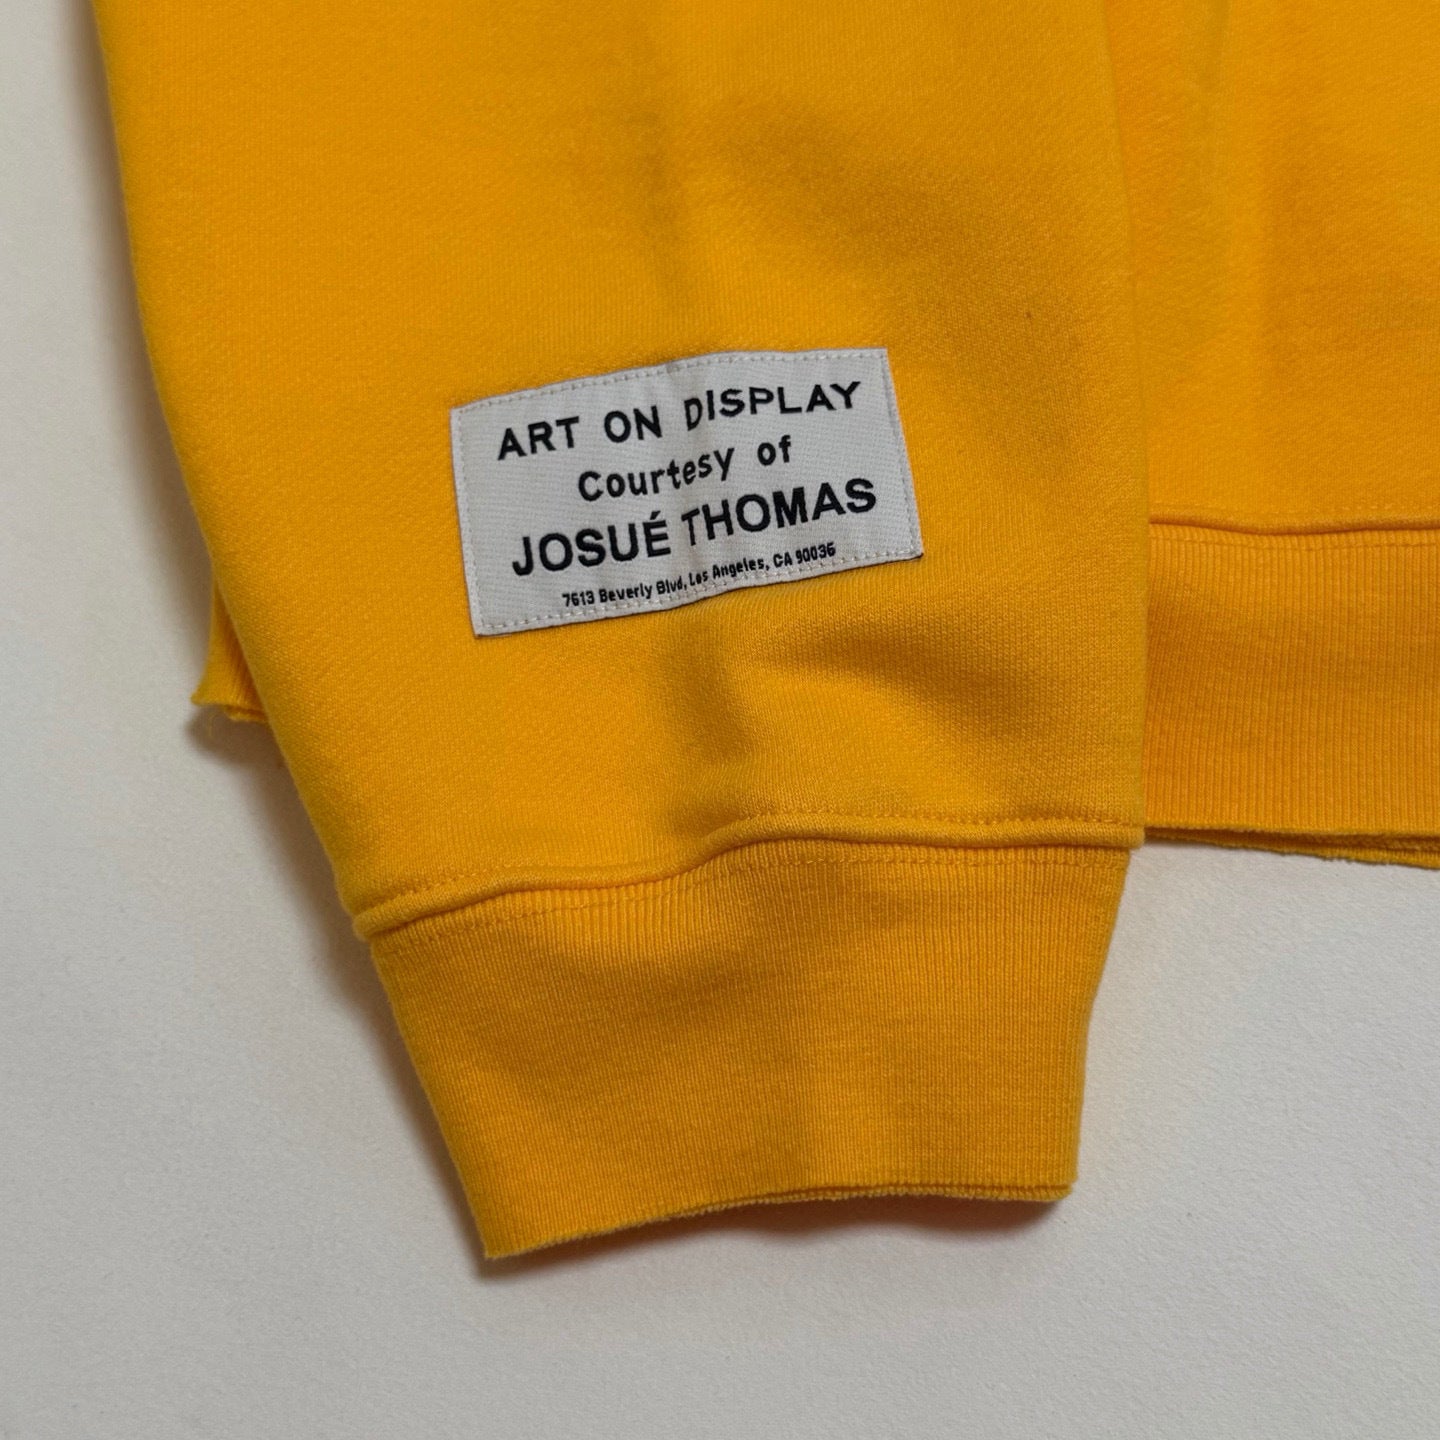 ART ON DISPLAY
Courtesy of
JOSUÉ THOMAS
7613 Beverly Blvd, Los Angeles, CA 90036